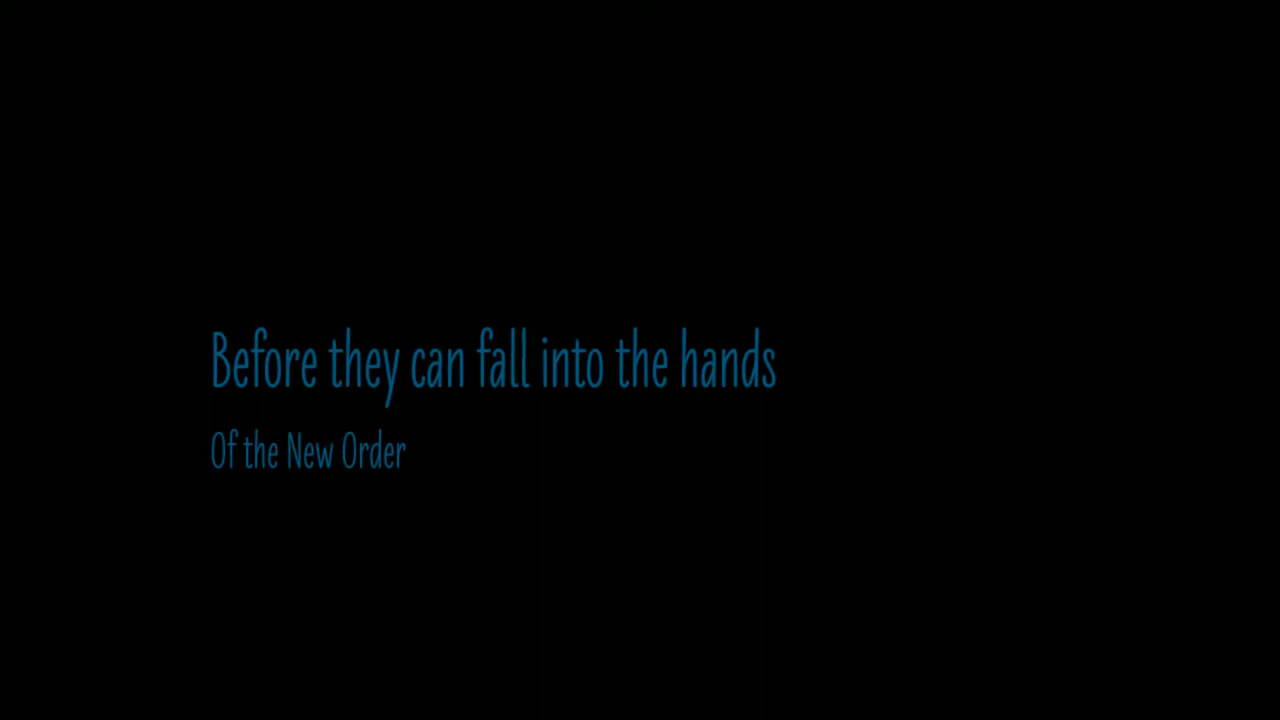 Before they can fall into the hands
Of the New Order